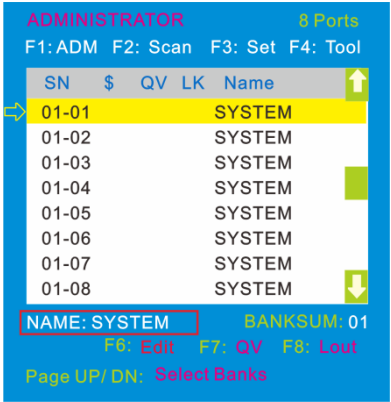 ADMINISTRATOR 8 Ports
F1: ADM F2: Scan F3: Set F4: Tool
SN $ QV LK Name
01-01 SYSTEM
01-02 SYSTEM
01-03 SYSTEM
01-04 SYSTEM
01-05 SYSTEM
01-06 SYSTEM
01-07 SYSTEM
01-08 SYSTEM
NAME: SYSTEM BANKSUM: 01
F6: Edit F7: QV F8: Lout
Page UP/ DN: Select Banks